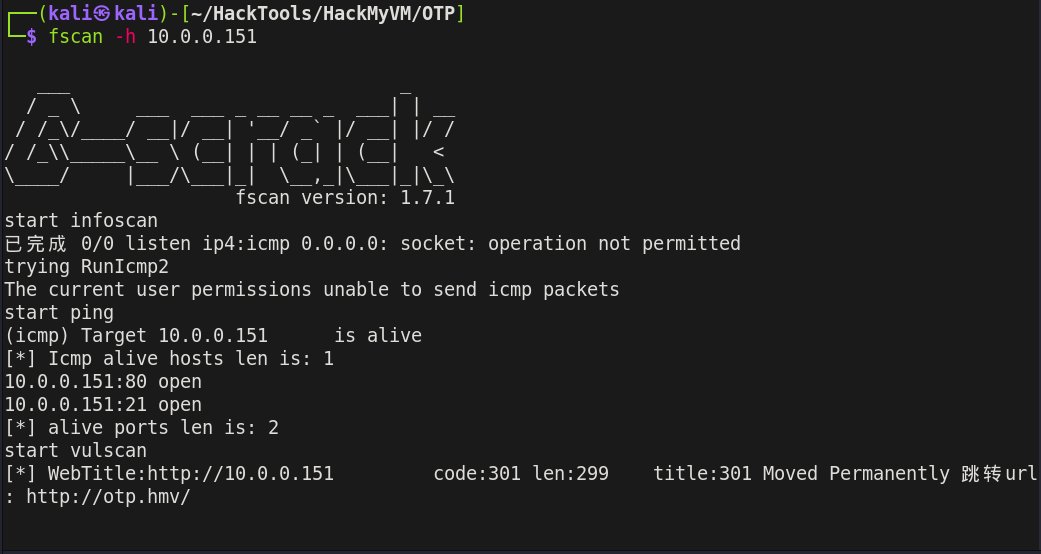 ┌──(kali㉿kali)-[~/HackTools/HackMyVM/OTP]
└─$ fscan -h 10.0.0.151
   ___                              _
  / _ \     ___  ___ _ __ __ _  ___| | __
 / /_\/____/ __|/ __| '__/ _` |/ __| |/ /
/ /_\\_____\__ \ (__| | | (_| | (__|   <
\____/     |___/\___|_|  \__,_|\___|_|\_\
                     fscan version: 1.7.1
start infoscan
已完成 0/0 listen ip4:icmp 0.0.0.0: socket: operation not permitted
trying RunIcmp2
The current user permissions unable to send icmp packets
start ping
(icmp) Target 10.0.0.151      is alive
[*] Icmp alive hosts len is: 1
10.0.0.151:80 open
10.0.0.151:21 open
[*] alive ports len is: 2
start vulscan
[*] WebTitle:http://10.0.0.151         code:301 len:299    title:301 Moved Permanently 跳转url
: http://otp.hmv/